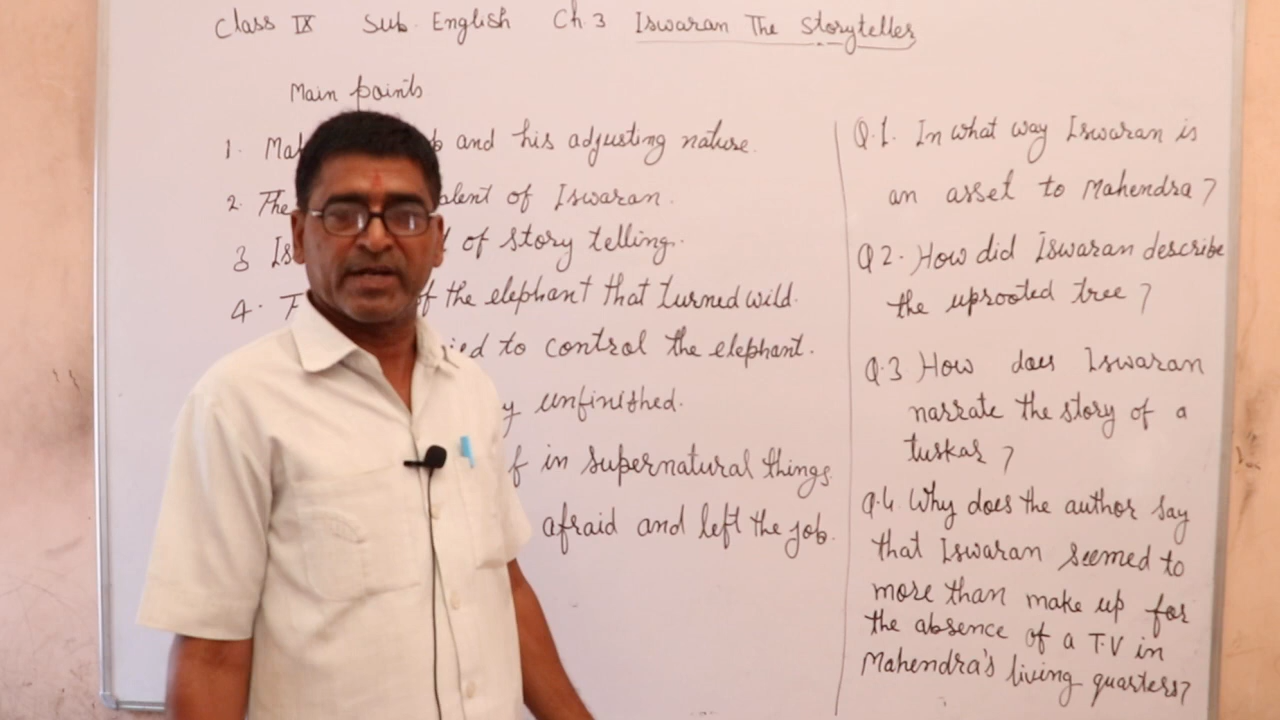 Class IX Sub. English Ch 3 Iswaran The Storyteller
Main points
1. Mah and his adjusting nature.
2. The talent of Iswaran.
3 Is of story telling.
4. of the elephant that turned wild.
tried to control the elephant.
unfinished.
in supernatural things.
afraid and left the job.
Q.1. In what way Iswaran is
an asset to Mahendra?
Q2. How did Iswaran describe
the uprooted tree?
Q.3 How does Iswaran
narrate the story of a
tuskar?
Q.4. Why does the author say
that Iswaran seemed to
more than make up for
the absence of a T.V in
Mahendra's living quarters?